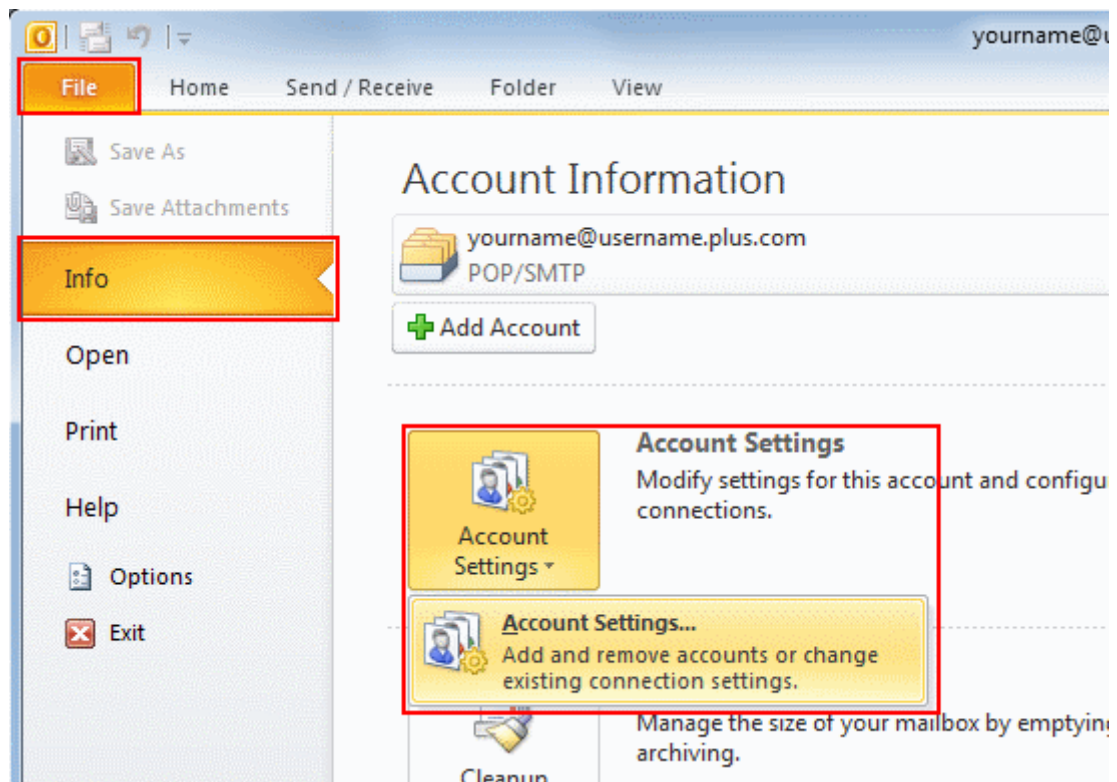 yourname@u
File Home Send / Receive Folder View
Save As
Save Attachments
Info
Open
Print
Help
Options
Exit
Account Information
yourname@username.plus.com
POP/SMTP
Add Account
Account
Settings
Account Settings
Modify settings for this account and configu
connections.
Account Settings...
Add and remove accounts or change
existing connection settings.
Cleanup
Manage the size of your mailbox by emptying
archiving.